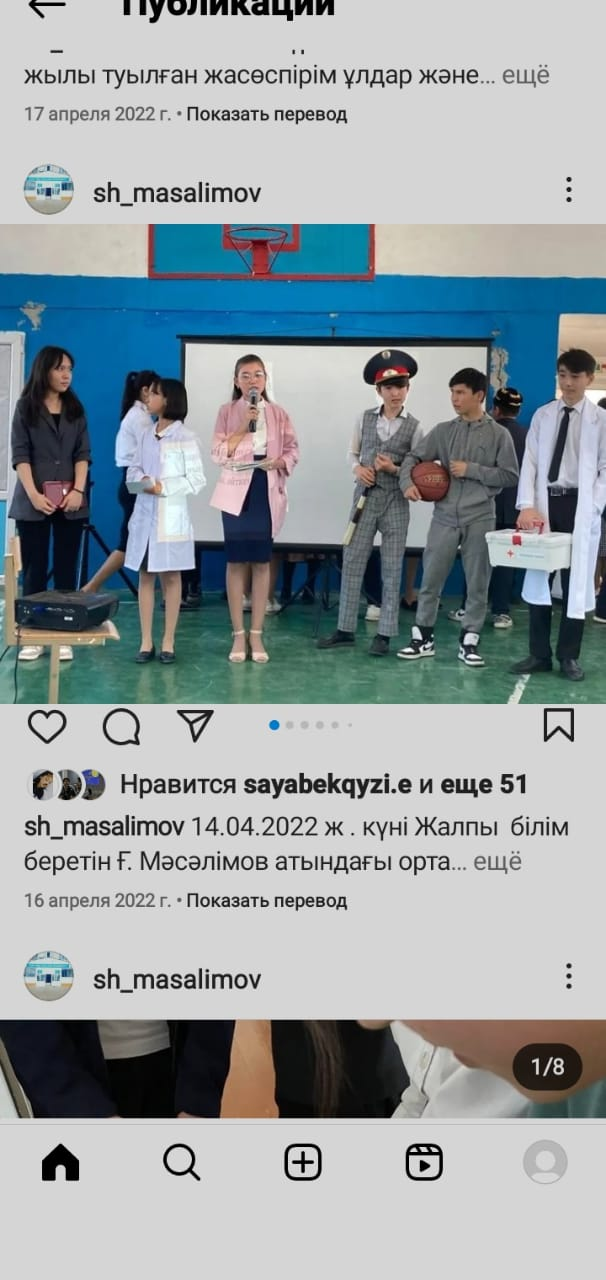 Публикации
жылы туылған жасөспірім ұлдар және... ещё
17 апреля 2022 г. • Показать перевод
sh_masalimov
Нравится sayabekqyzi.e и еще 51
sh_masalimov 14.04.2022 ж . күні Жалпы білім
беретін Ғ. Мәсәлімов атындағы орта... ещё
16 апреля 2022 г. • Показать перевод
sh_masalimov
1/8